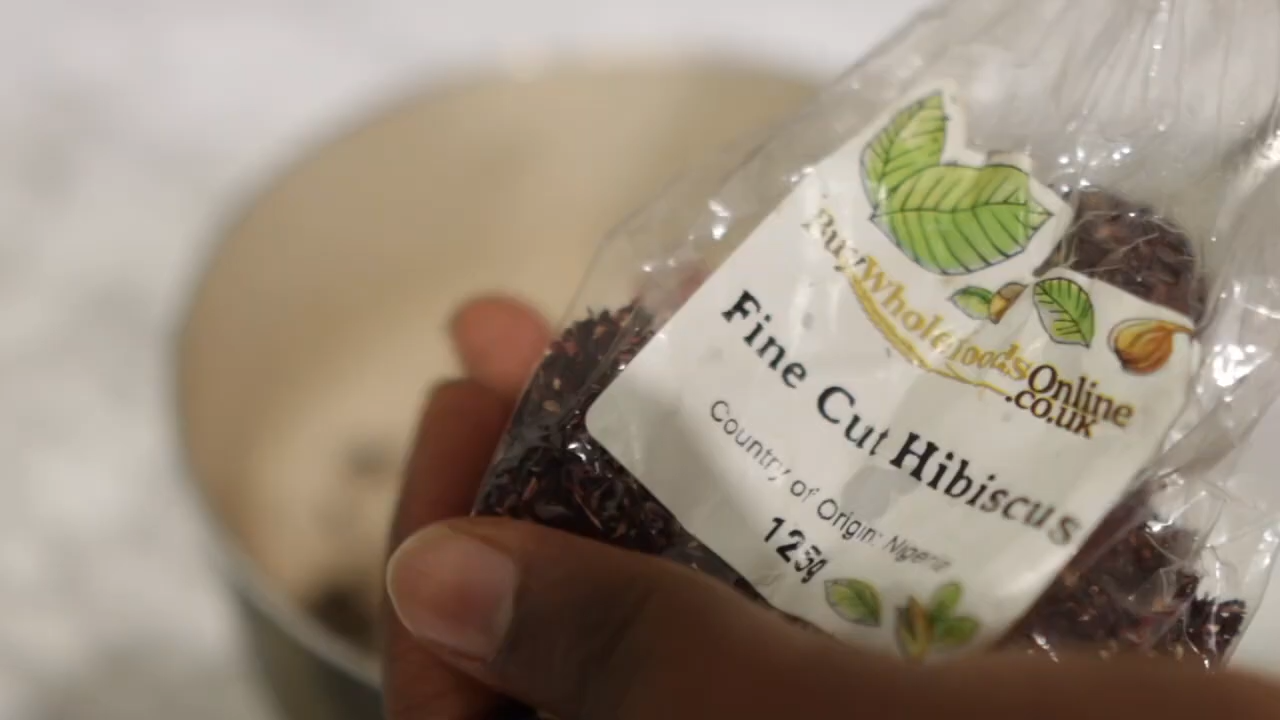 BuyWholefoodsOnline
.co.uk
Fine Cut Hibiscus
Country of Origin: Nigeria
125g